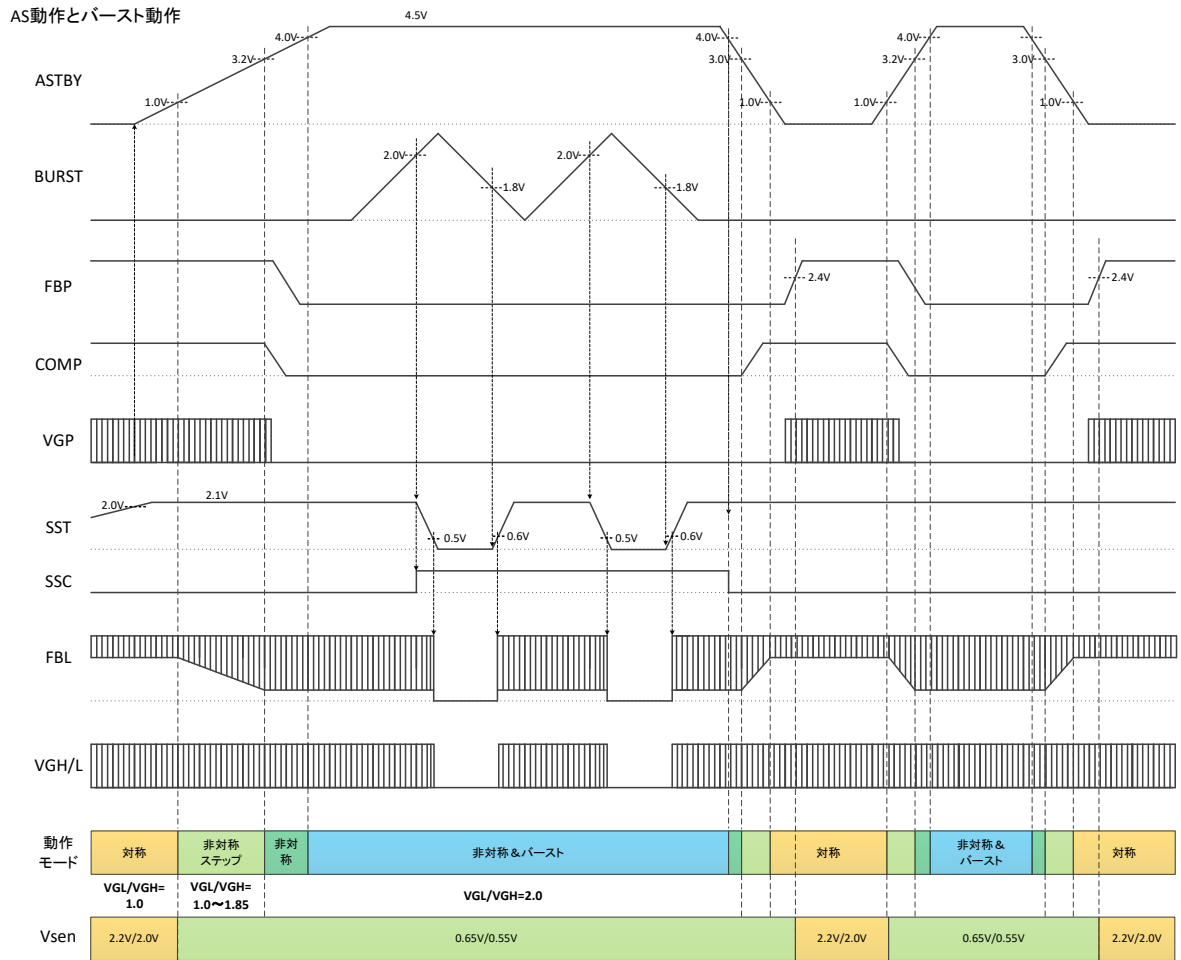 AS動作とバースト動作
4.5V
4.0V
4.0V
4.0V
3.2V
3.0V
3.2V
3.0V
ASTBY
1.0V
1.0V
1.0V
1.0V
BURST
2.0V
2.0V
1.8V
1.8V
FBP
2.4V
2.4V
COMP
VGP
2.0V
2.1V
SST
0.5V
0.6V
0.5V
0.6V
SSC
FBL
VGH/L
動作
モード
対称
非対称
ステップ
非対
称
非対称&バースト
対称
非対称&
バースト
対称
VGL/VGH=
1.0
VGL/VGH=
1.0～1.85
VGL/VGH=2.0
Vsen
2.2V/2.0V
0.65V/0.55V
2.2V/2.0V
0.65V/0.55V
2.2V/2.0V